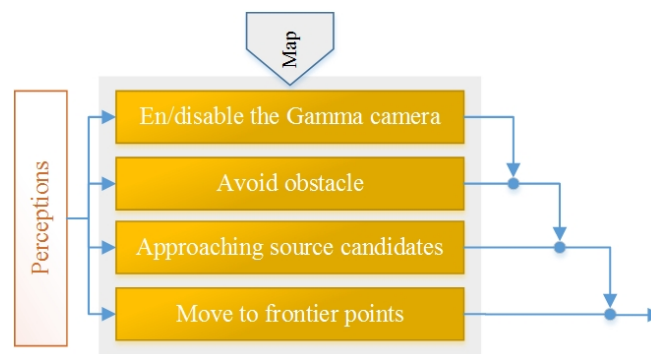 Map
Perceptions
En/disable the Gamma camera
Avoid obstacle
Approaching source candidates
Move to frontier points